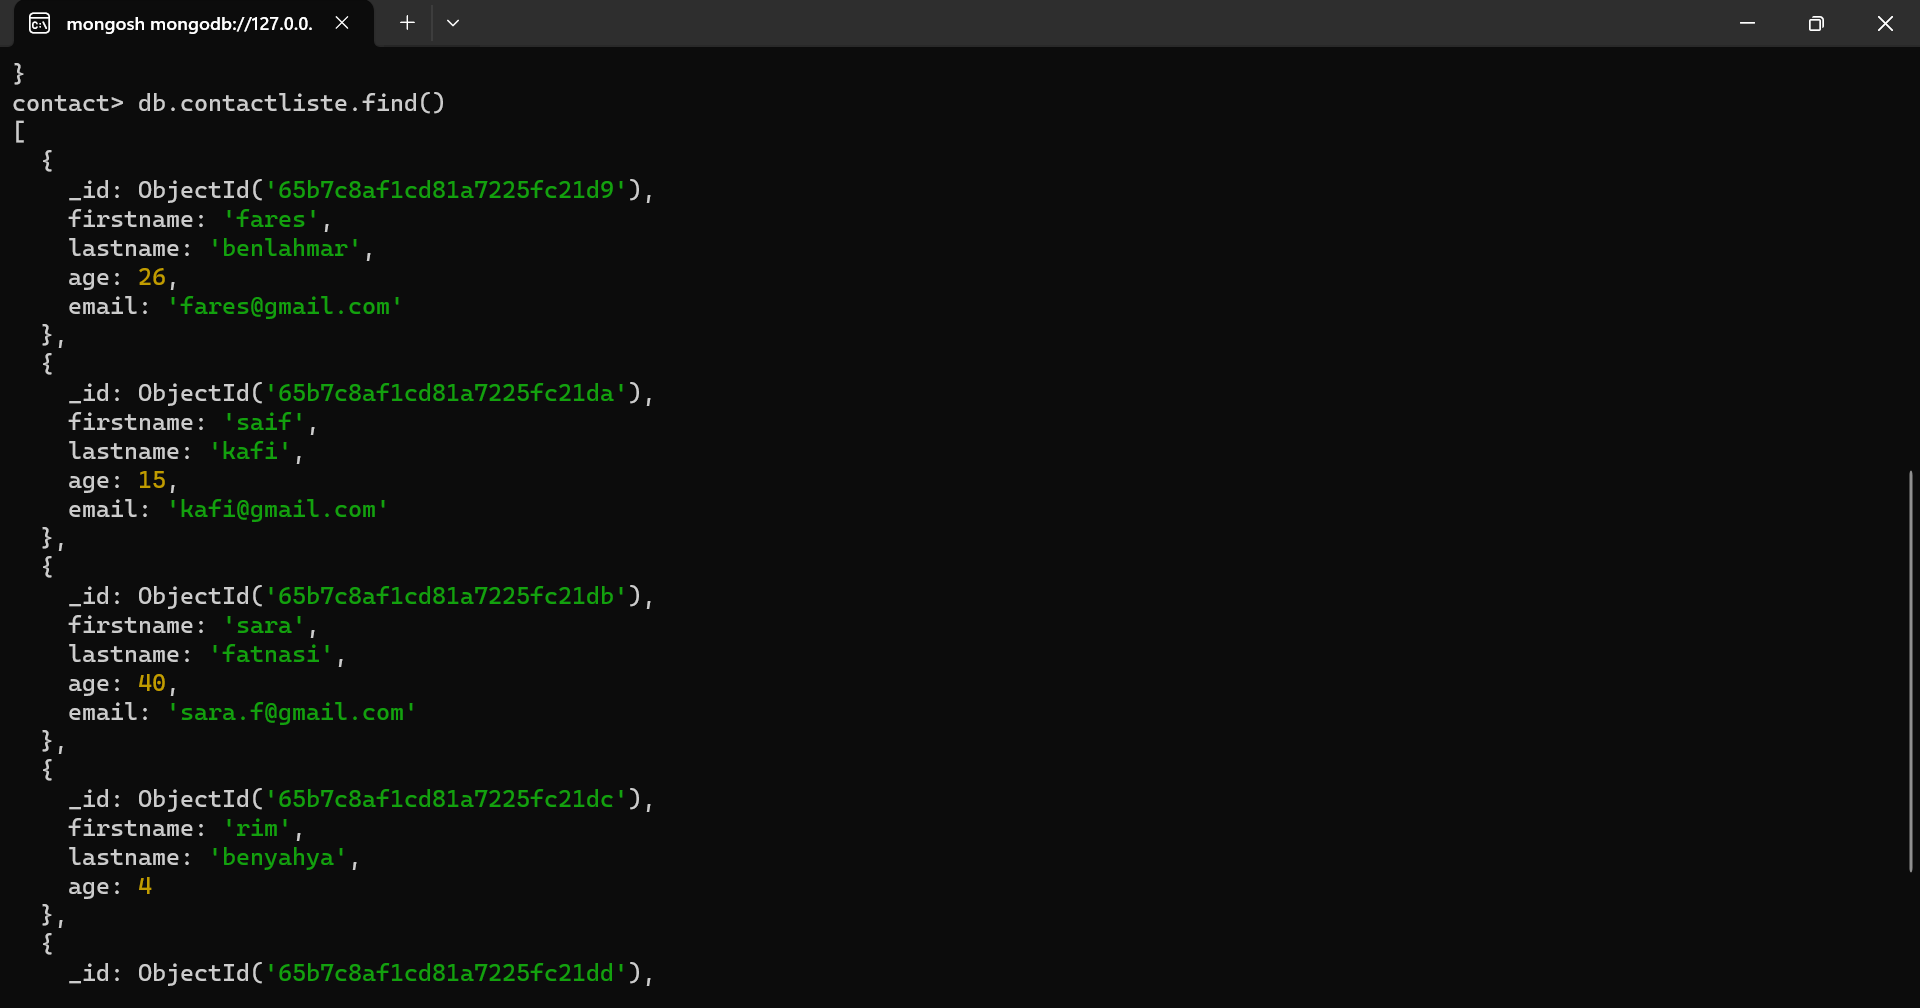 mongosh mongodb://127.0.0.
}
contact> db.contactliste.find()
[
  {
    _id: ObjectId('65b7c8af1cd81a7225fc21d9'),
    firstname: 'fares',
    lastname: 'benlahmar',
    age: 26,
    email: 'fares@gmail.com'
  },
  {
    _id: ObjectId('65b7c8af1cd81a7225fc21da'),
    firstname: 'saif',
    lastname: 'kafi',
    age: 15,
    email: 'kafi@gmail.com'
  },
  {
    _id: ObjectId('65b7c8af1cd81a7225fc21db'),
    firstname: 'sara',
    lastname: 'fatnasi',
    age: 40,
    email: 'sara.f@gmail.com'
  },
  {
    _id: ObjectId('65b7c8af1cd81a7225fc21dc'),
    firstname: 'rim',
    lastname: 'benyahya',
    age: 4
  },
  {
    _id: ObjectId('65b7c8af1cd81a7225fc21dd'),